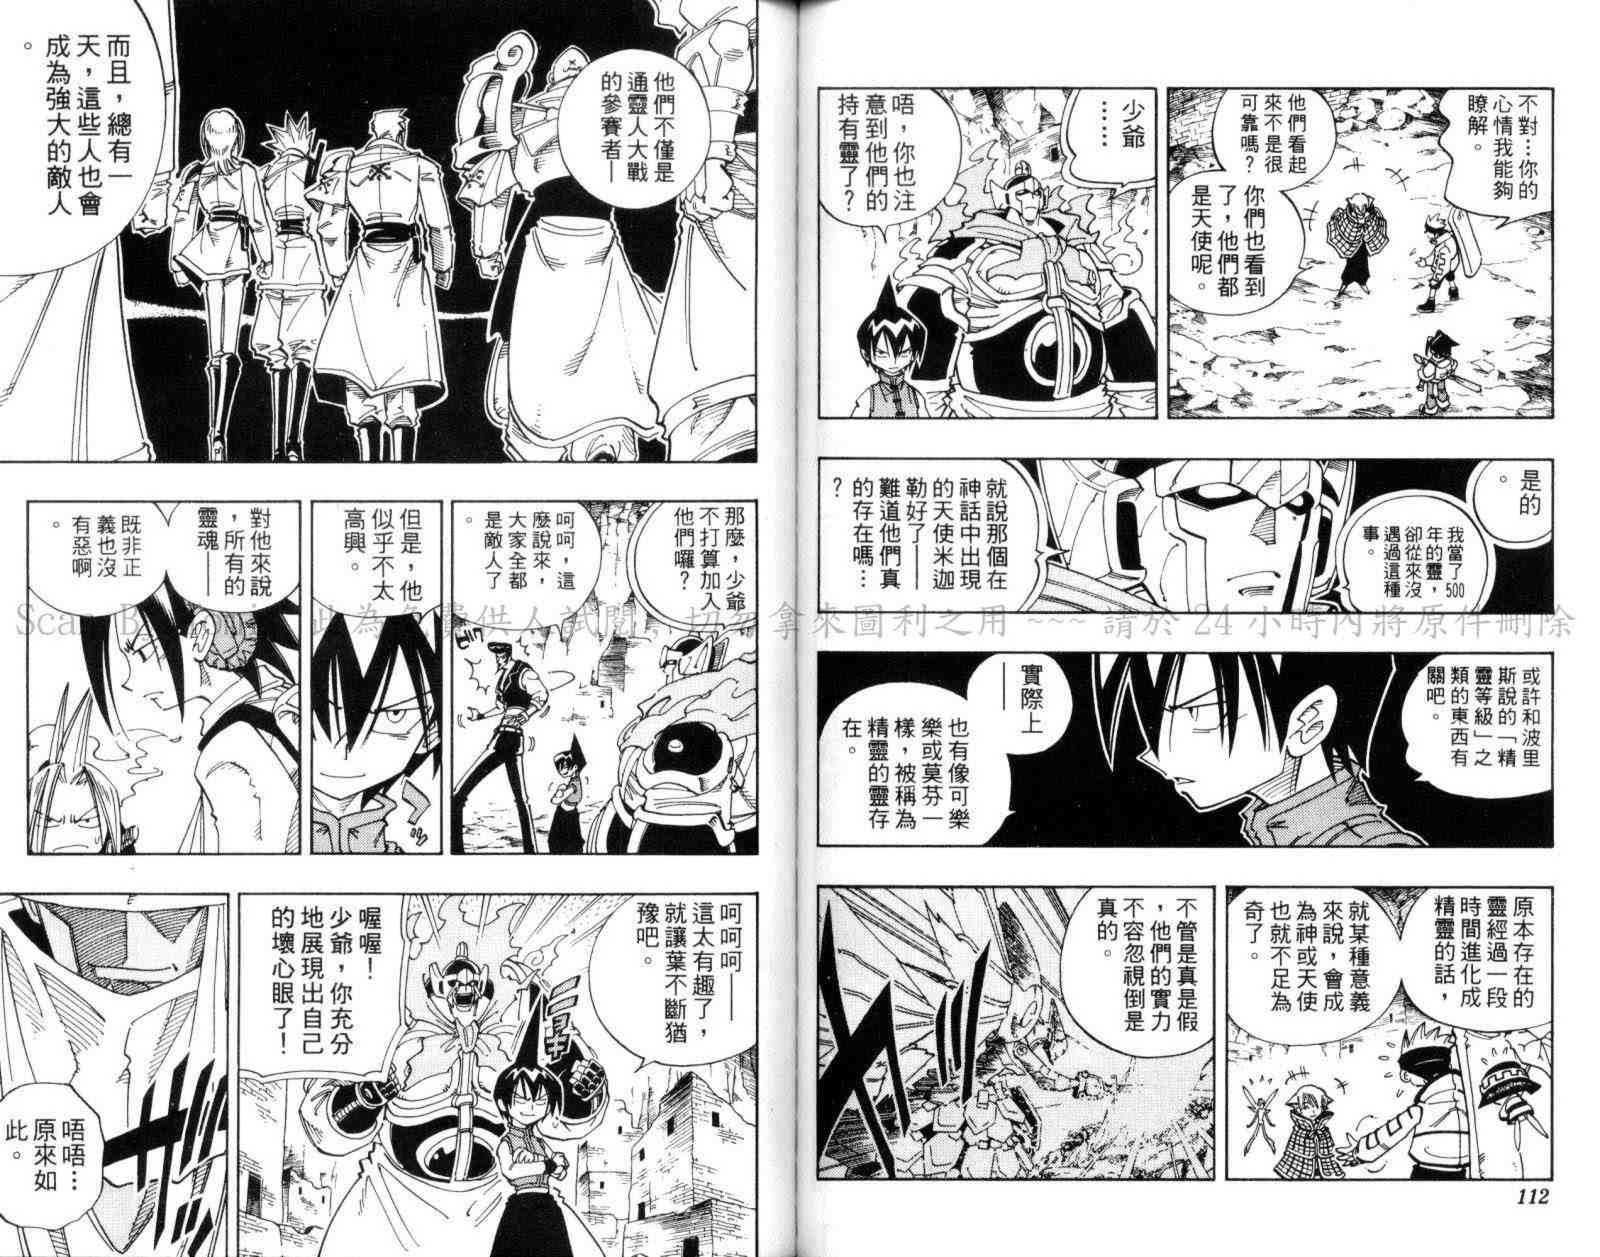 不對…你的
心情我能夠
瞭解。
他們看起
來不是很
可靠嗎？
你們也看到
了，他們都
是天使呢。
少爺
……
唔，你也注
意到他們的
持有靈了？
是的
。
我當了500
年的靈，
卻從來沒
遇過這種
事。
就說那個在
神話中出現
的天使米迦
勒好了—
難道他們真
的存在嗎…
？
或許和波里
斯說的「精
靈等級」之
類的東西有
關吧。
實際上
—
也有像可樂
樂或莫芬一
樣，被稱為
精靈的靈存
在。
原本存在的
靈經過一段
時間進化成
精靈的話，
就某種意義
來說，會成
為神或天使
也就不足為
奇了。
不管是真是假
，他們的實力
不容忽視倒是
真的。
112
他們不僅是
通靈人大戰
的參賽者—
而且，總有一
天，這些人也會
成為強大的敵人
。
那麼，少爺
不打算加入
他們囉？
呵呵，這
麼說來，
大家全都
是敵人了
。
但是，他
似乎不太
高興。
對他來說
，所有的
靈魂—
既非正
義也沒
有惡啊
。
呵呵呵—
這太有趣了，
就讓葉不斷猶
豫吧。
喔喔！
少爺，你充分
地展現出自己
的壞心眼了！
唔唔…
原來如
此。
此為免費供人試閱，切勿拿來圖利之用 ~~~ 請於 24 小時內將原件刪除